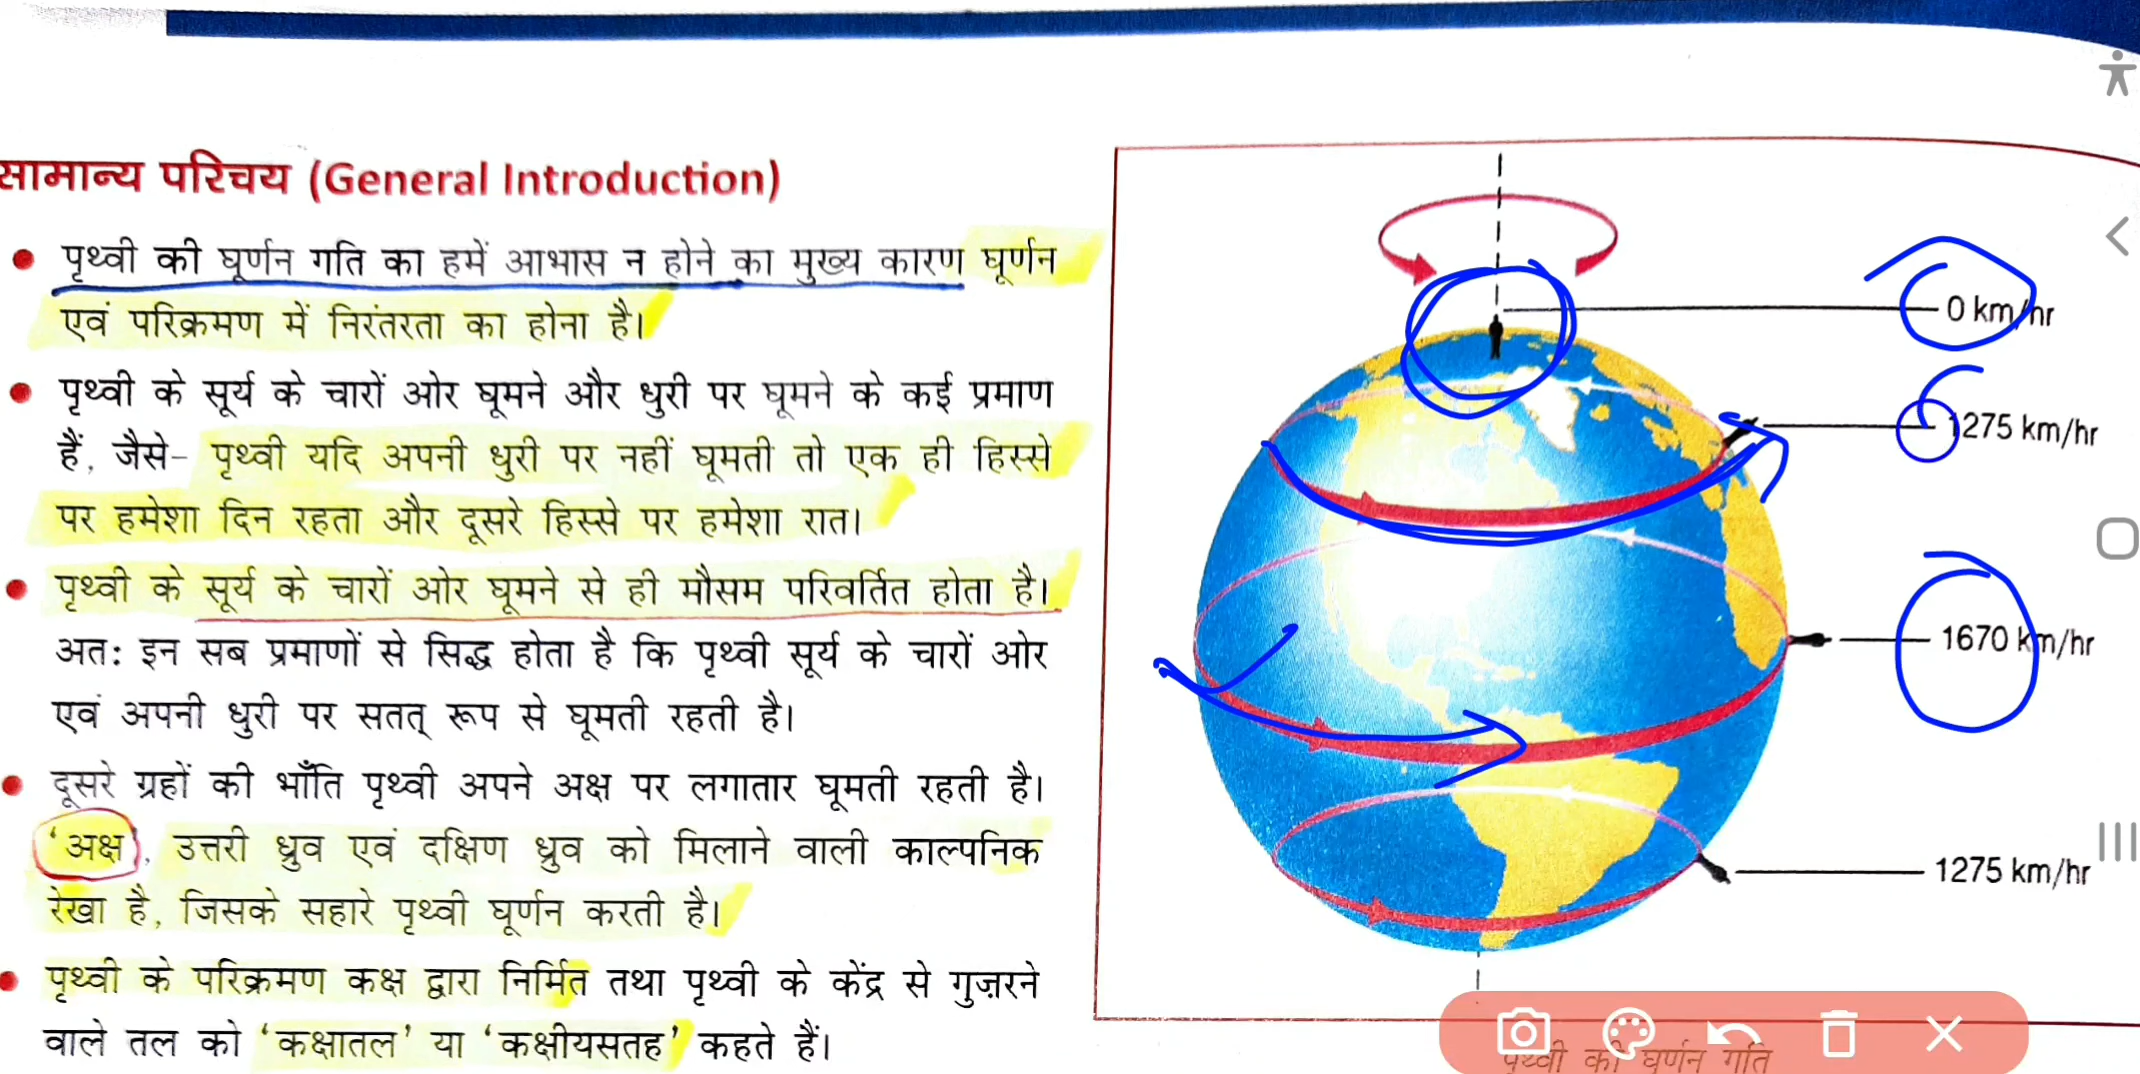 सामान्य परिचय (General Introduction)
पृथ्वी की घूर्णन गति का हमें आभास न होने का मुख्य कारण घूर्णन
एवं परिक्रमण में निरंतरता का होना है।
पृथ्वी के सूर्य के चारों ओर घूमने और धुरी पर घूमने के कई प्रमाण
हैं, जैसे- पृथ्वी यदि अपनी धुरी पर नहीं घूमती तो एक ही हिस्से
पर हमेशा दिन रहता और दूसरे हिस्से पर हमेशा रात।
पृथ्वी के सूर्य के चारों ओर घूमने से ही मौसम परिवर्तित होता है।
अतः इन सब प्रमाणों से सिद्ध होता है कि पृथ्वी सूर्य के चारों ओर
एवं अपनी धुरी पर सतत् रूप से घूमती रहती है।
दूसरे ग्रहों की भाँति पृथ्वी अपने अक्ष पर लगातार घूमती रहती है।
'अक्ष', उत्तरी ध्रुव एवं दक्षिण ध्रुव को मिलाने वाली काल्पनिक
रेखा है, जिसके सहारे पृथ्वी घूर्णन करती है।
पृथ्वी के परिक्रमण कक्ष द्वारा निर्मित तथा पृथ्वी के केंद्र से गुज़रने
वाले तल को 'कक्षातल' या 'कक्षीयसतह' कहते हैं।
0 km/hr
1275 km/hr
1670 km/hr
1275 km/hr
पृथ्वी की घूर्णन गति